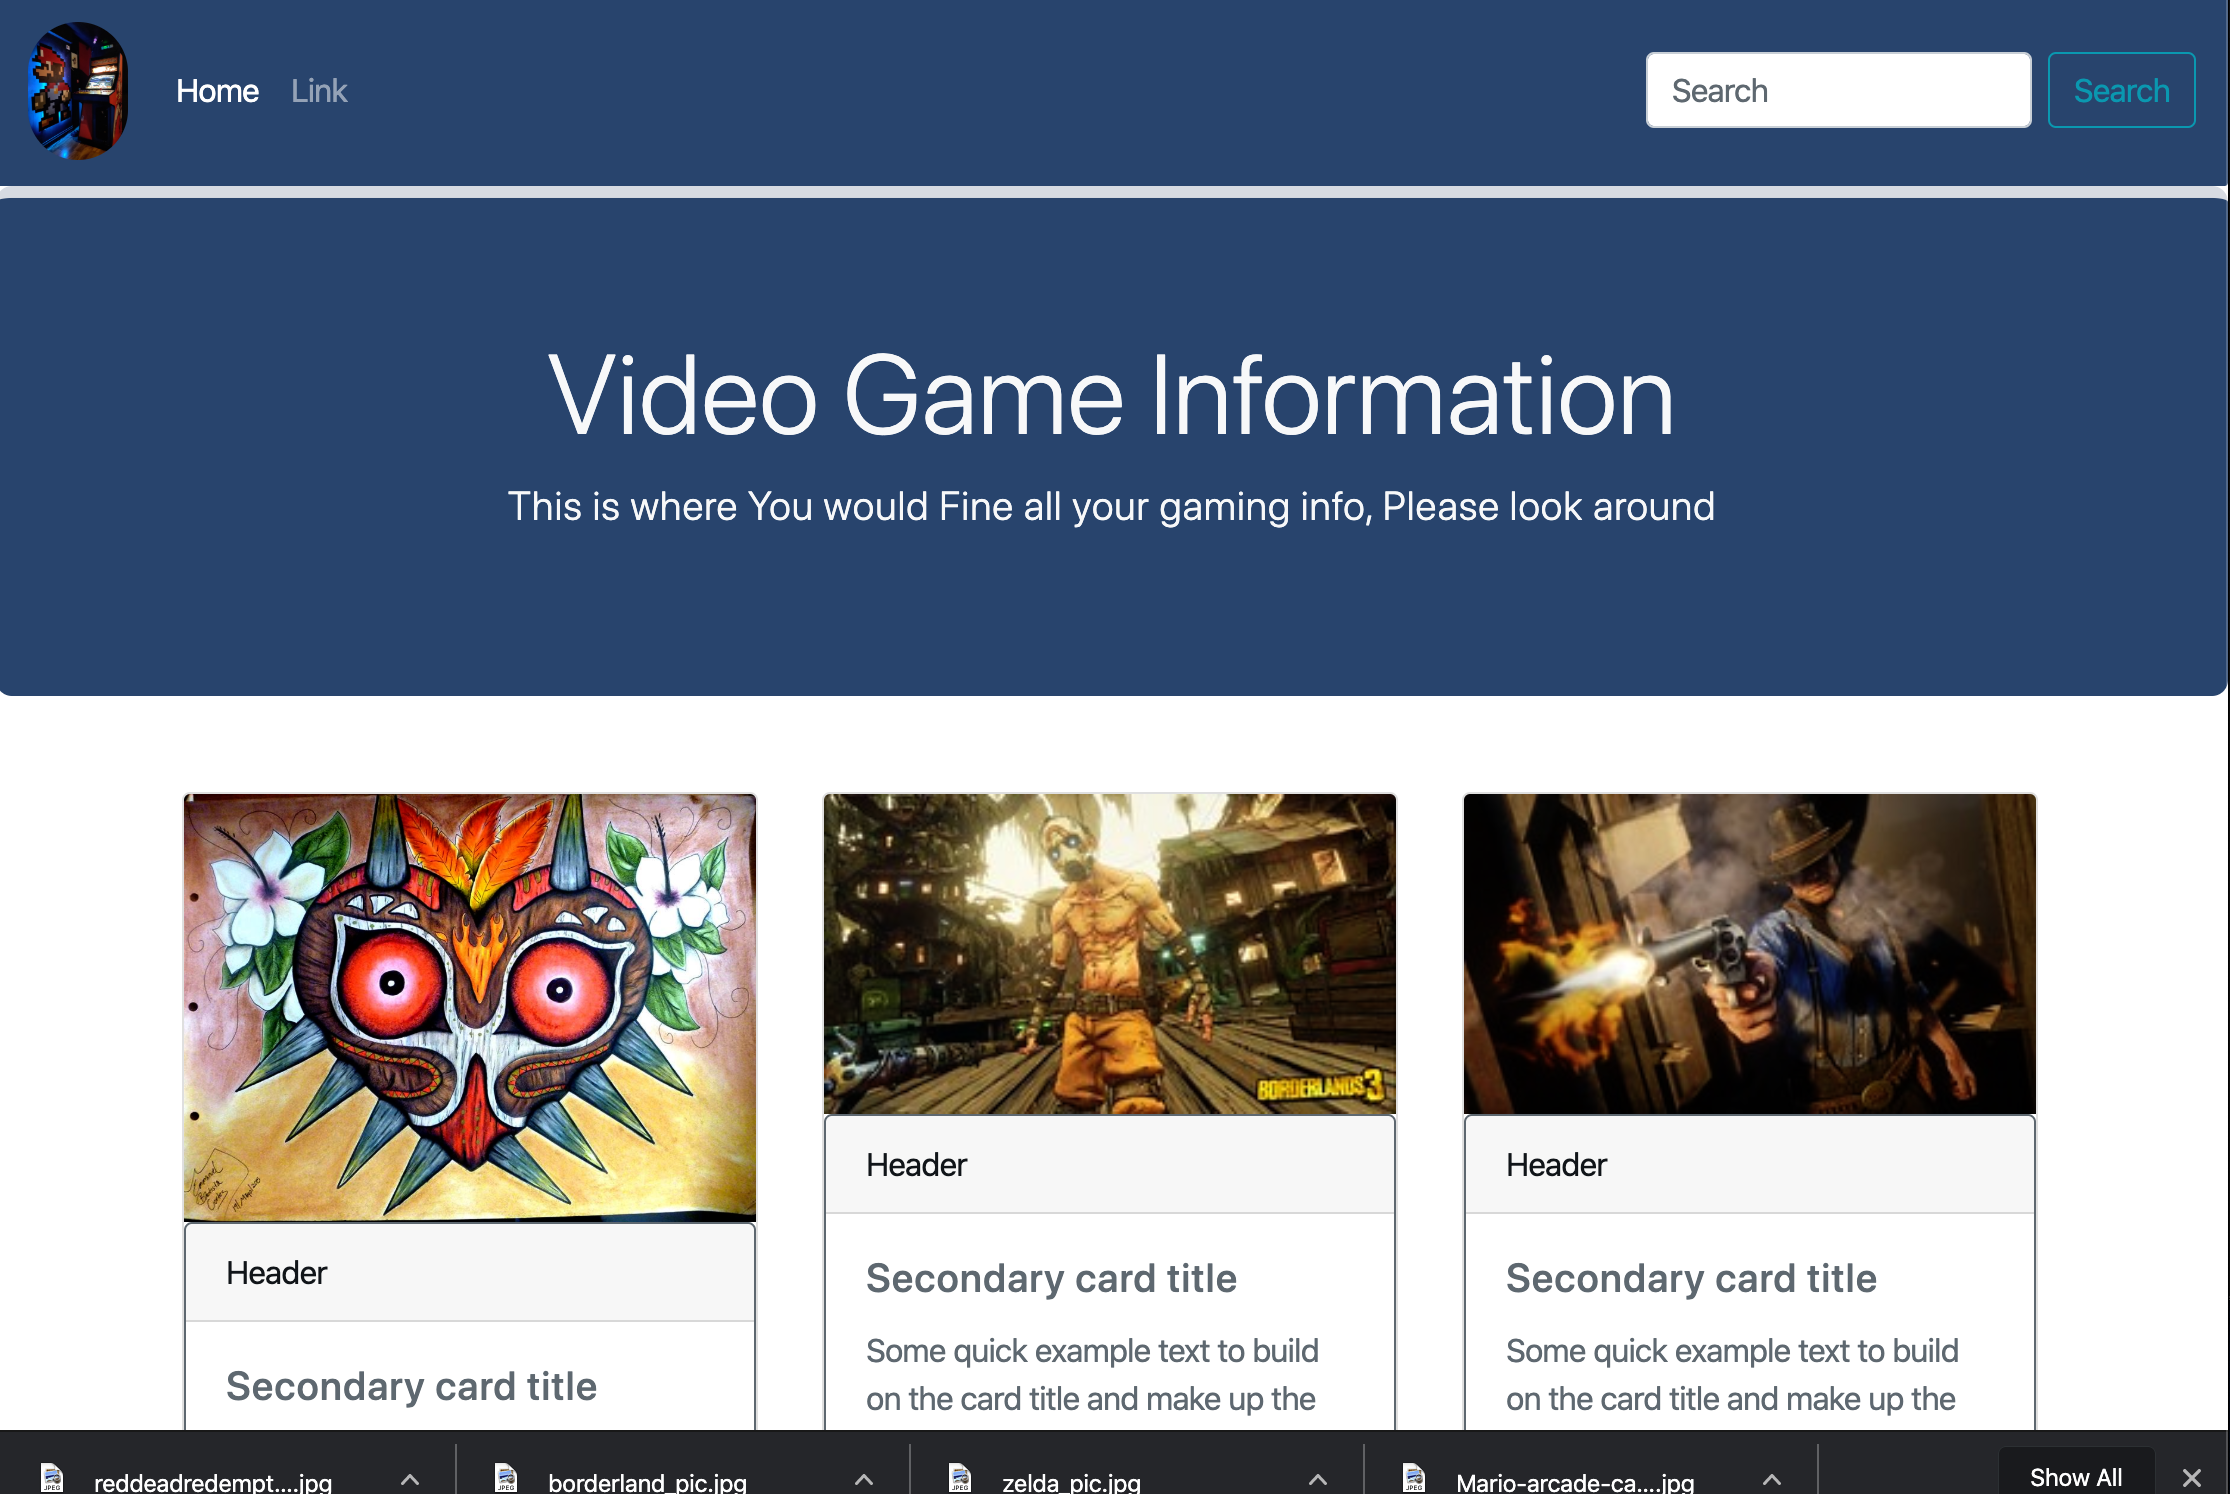 Home Link Search Search
Video Game Information
This is where You would Fine all your gaming info, Please look around
BORDERLANDS 3
Header
Header
Header
Secondary card title
Secondary card title
Some quick example text to build
on the card title and make up the
Secondary card title
Some quick example text to build
on the card title and make up the
reddeadredempt....jpg borderland_pic.jpg zelda_pic.jpg Mario-arcade-ca....jpg Show All